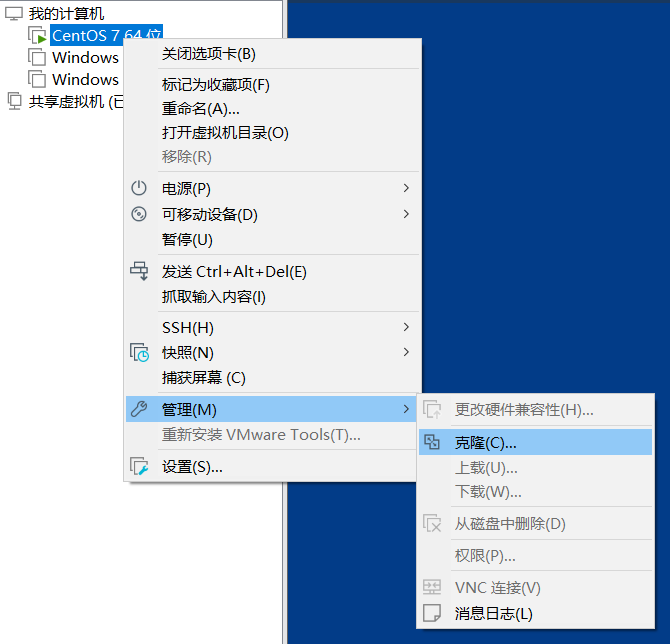 我的计算机
CentOS 7 64 位
Windows
Windows
共享虚拟机 (已
关闭选项卡(B)
标记为收藏项(F)
重命名(A)...
打开虚拟机目录(O)
移除(R)
电源(P)
可移动设备(D)
暂停(U)
发送 Ctrl+Alt+Del(E)
抓取输入内容(I)
SSH(H)
快照(N)
捕获屏幕 (C)
管理(M)
重新安装 VMware Tools(T)...
设置(S)...
更改硬件兼容性(H)...
克隆(C)...
上载(U)...
下载(W)...
从磁盘中删除(D)
权限(P)...
VNC 连接(V)
消息日志(L)